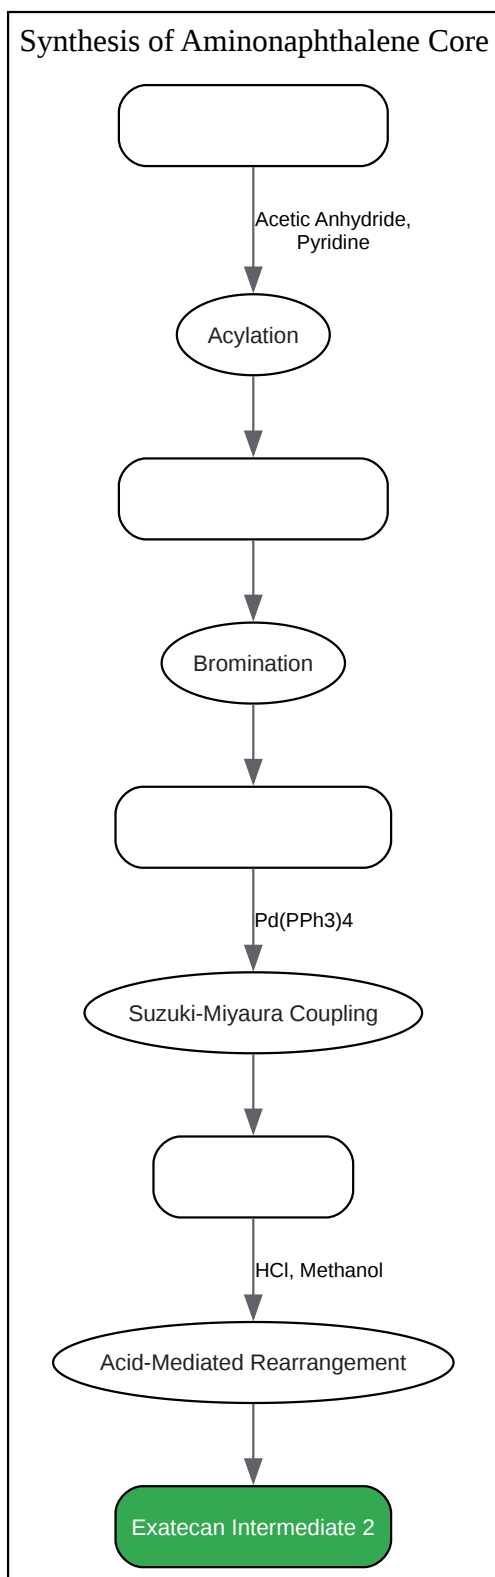 Synthesis of Aminonaphthalene Core
Acetic Anhydride,
Pyridine
Acylation
Bromination
Pd(PPh3)4
Suzuki-Miyaura Coupling
HCl, Methanol
Acid-Mediated Rearrangement
Exatecan Intermediate 2